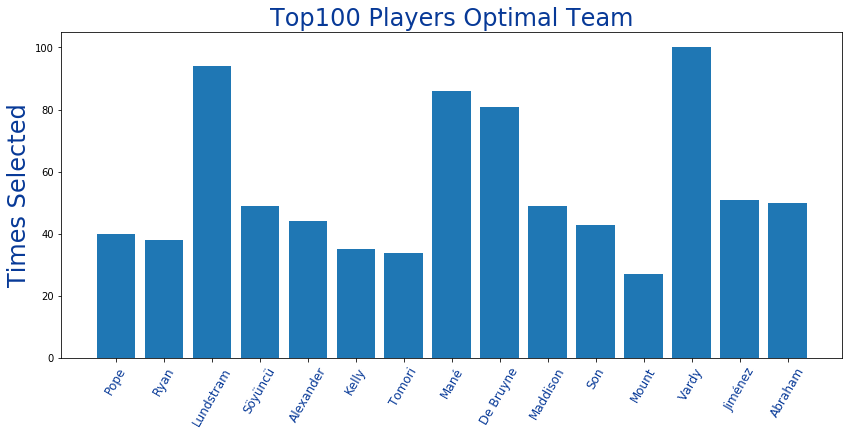 Top100 Players Optimal Team
Times Selected
100
80
60
40
20
0
Pope
Ryan
Lundstram
Söyüncü
Alexander
Kelly
Tomori
Mané
De Bruyne
Maddison
Son
Mount
Vardy
Jiménez
Abraham